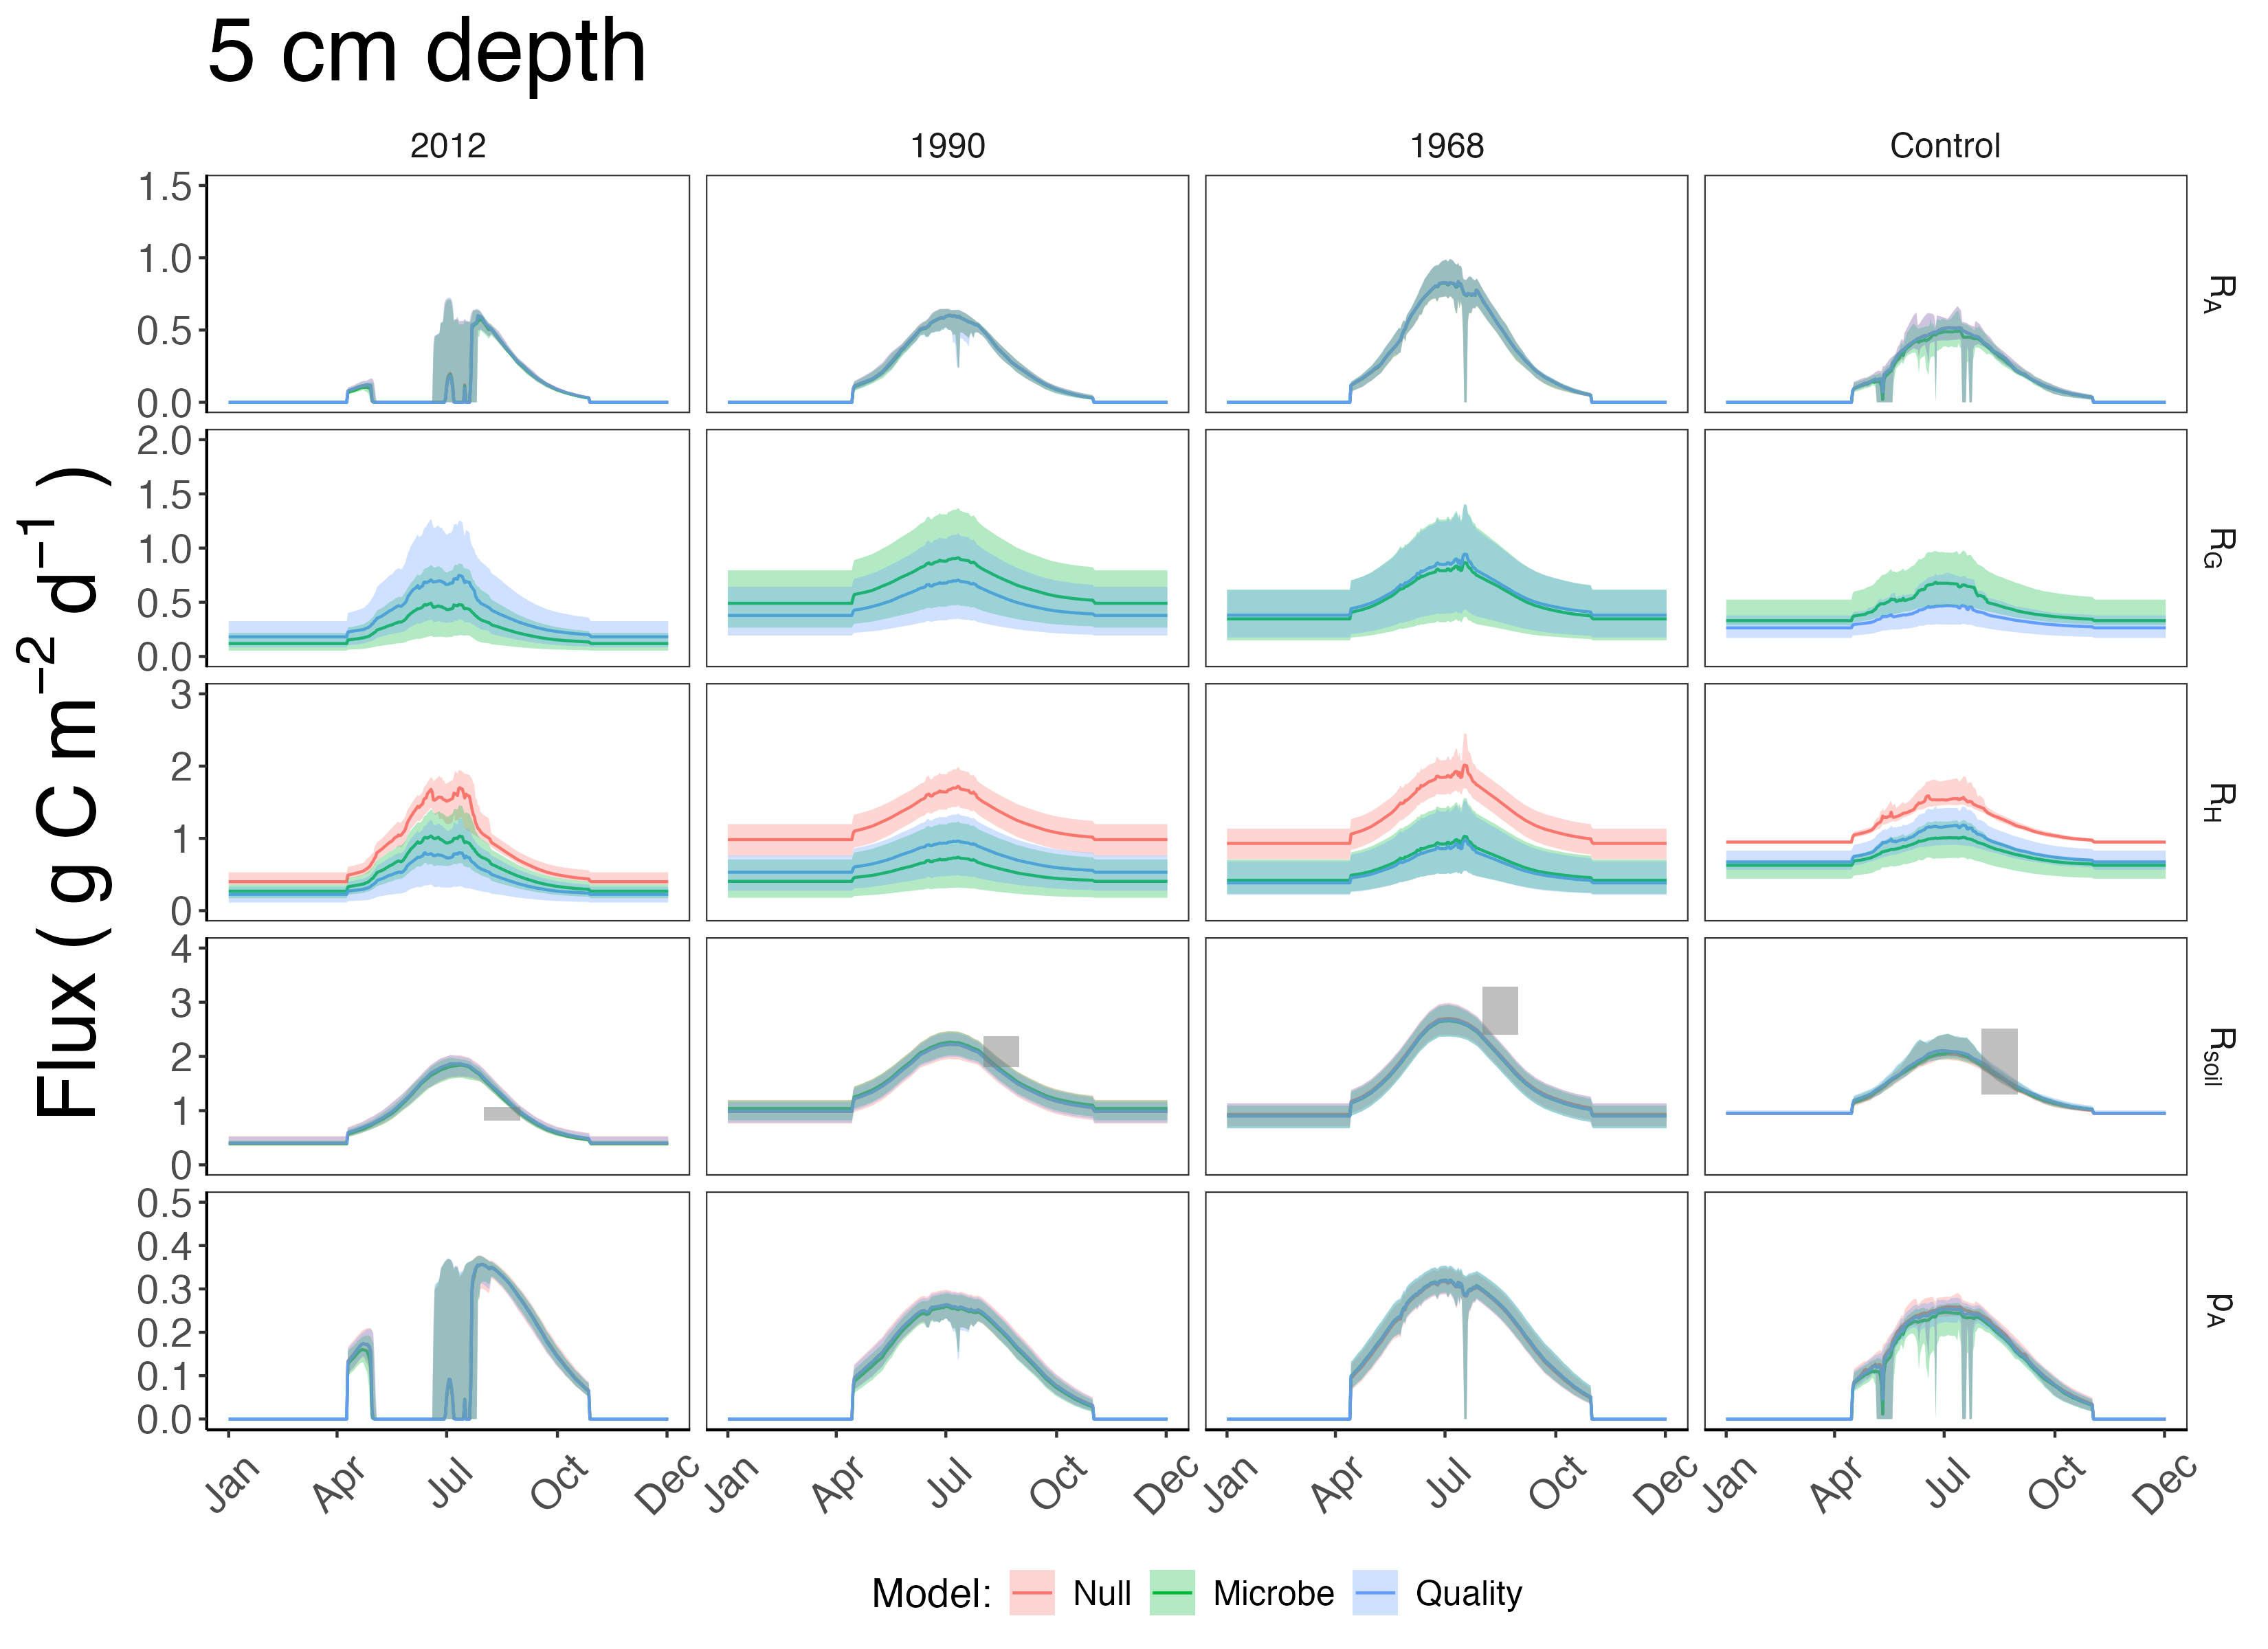 5 cm depth
2012 1990 1968 Control
Flux ( g C m⁻² d⁻¹ )
1.5
1.0
0.5
0.0
R_A
2.0
1.5
1.0
0.5
0.0
R_G
3
2
1
0
R_H
4
3
2
1
0
R_soil
0.5
0.4
0.3
0.2
0.1
0.0
p_A
Jan Apr Jul Oct Dec Jan Apr Jul Oct Dec Jan Apr Jul Oct Dec Jan Apr Jul Oct Dec
Model: Null Microbe Quality